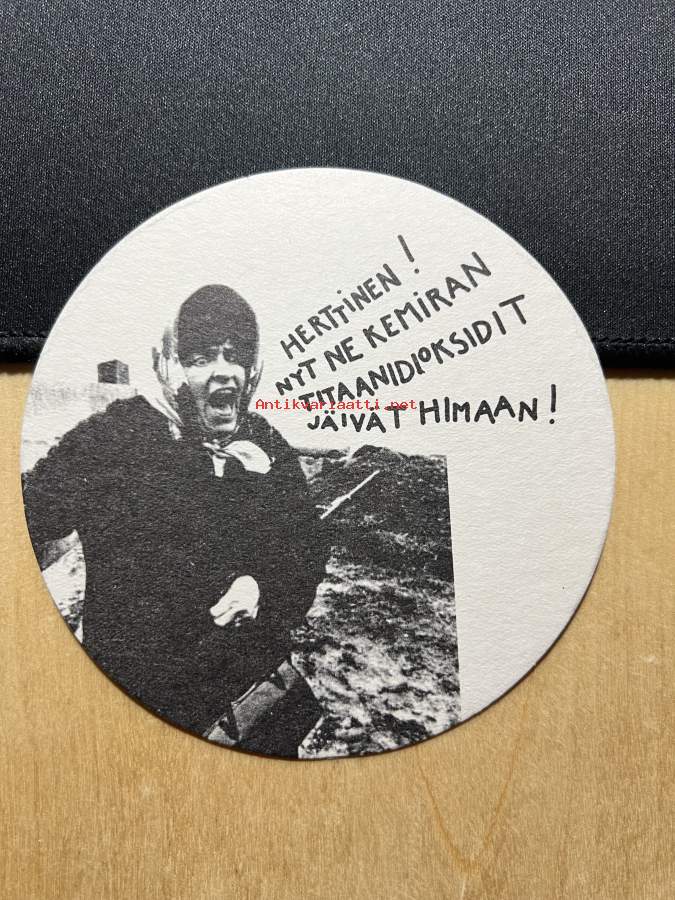 HERTTiNEN!
NYT NE KEMiRAN
TITAANIDIOKSIDIT
JÄIVÄT HIMAAN!
Antikvariaatti.net